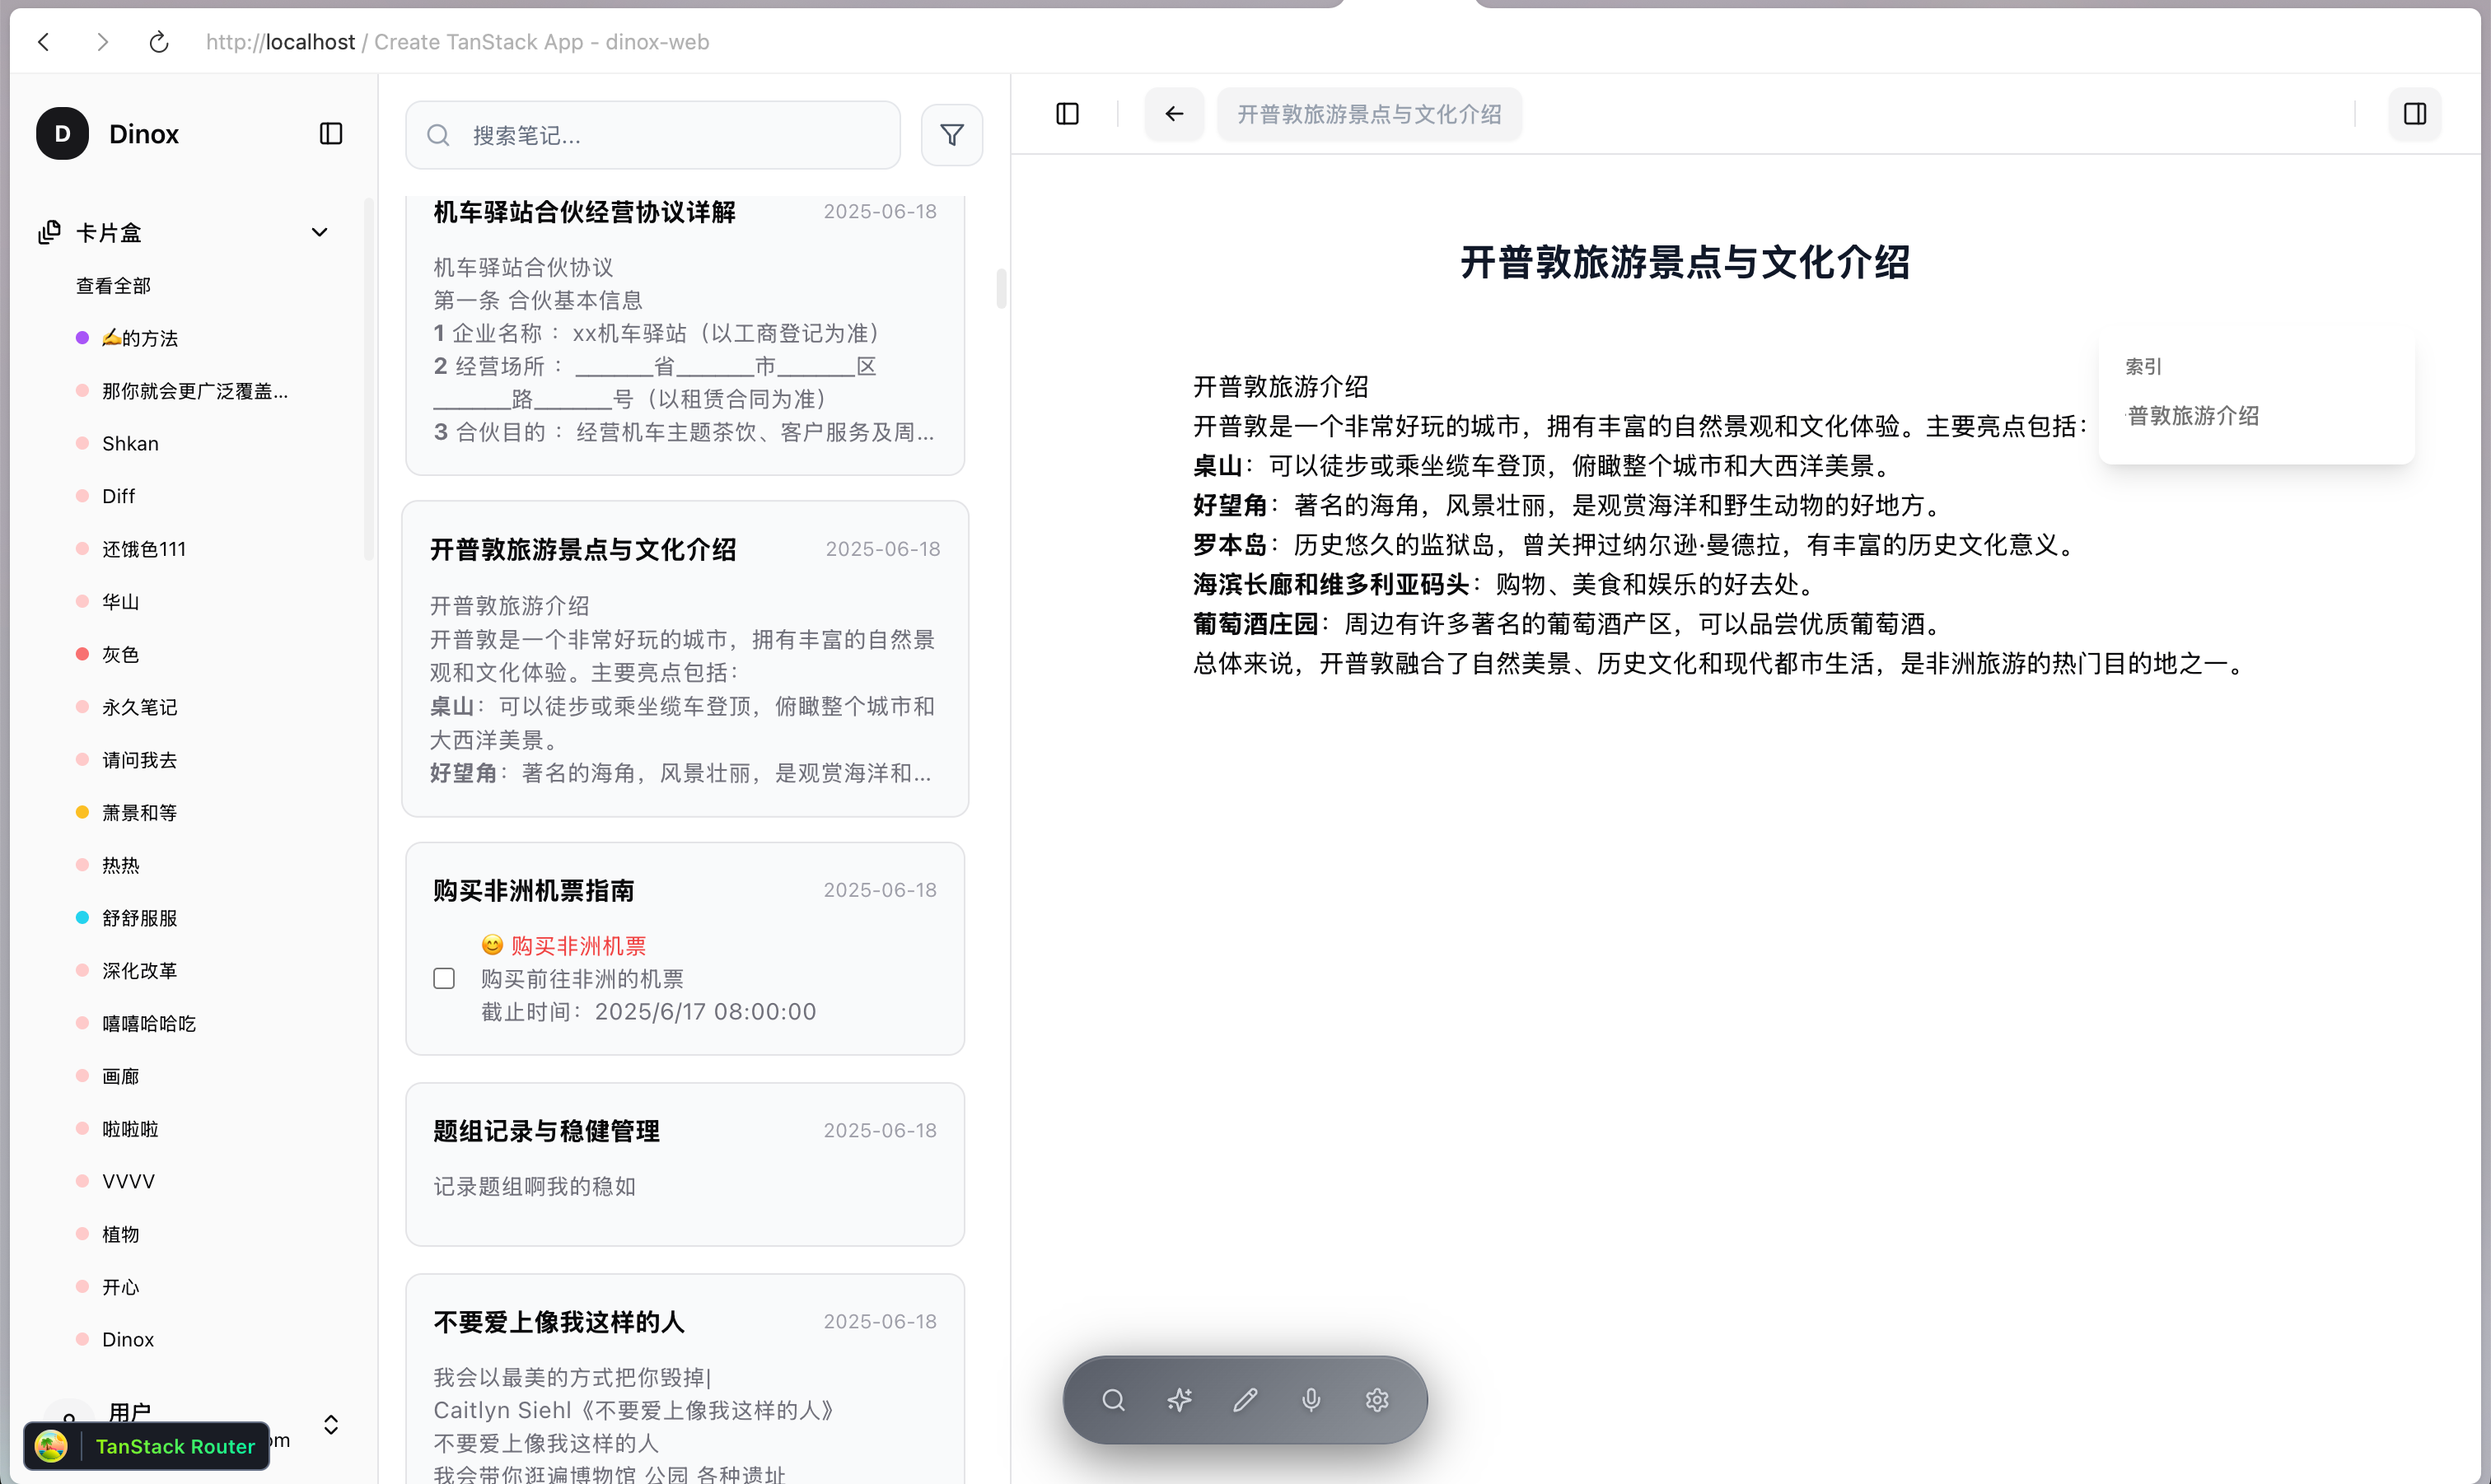 http://localhost / Create TanStack App - dinox-web
D
Dinox
卡片盒
查看全部
✍️的方法
那你就会更广泛覆盖...
Shkan
Diff
还饿色111
华山
灰色
永久笔记
请问我去
萧景和等
热热
舒舒服服
深化改革
嘻嘻哈哈吃
画廊
啦啦啦
VVVV
植物
开心
Dinox
用户
om
TanStack Router
搜索笔记...
机车驿站合伙经营协议详解
2025-06-18
机车驿站合伙协议
第一条 合伙基本信息
1 企业名称 ：xx机车驿站（以工商登记为准）
2 经营场所 ：_______省_______市_______区
_______路_______号（以租赁合同为准）
3 合伙目的 ：经营机车主题茶饮、客户服务及周...
开普敦旅游景点与文化介绍
2025-06-18
开普敦旅游介绍
开普敦是一个非常好玩的城市，拥有丰富的自然景
观和文化体验。主要亮点包括：
桌山：可以徒步或乘坐缆车登顶，俯瞰整个城市和
大西洋美景。
好望角：著名的海角，风景壮丽，是观赏海洋和...
购买非洲机票指南
2025-06-18
😊 购买非洲机票
购买前往非洲的机票
截止时间：2025/6/17 08:00:00
题组记录与稳健管理
2025-06-18
记录题组啊我的稳如
不要爱上像我这样的人
2025-06-18
我会以最美的方式把你毁掉|
Caitlyn Siehl《不要爱上像我这样的人》
不要爱上像我这样的人
我会带你逛遍博物馆 公园 各种遗址
开普敦旅游景点与文化介绍
开普敦旅游景点与文化介绍
开普敦旅游介绍
开普敦是一个非常好玩的城市，拥有丰富的自然景观和文化体验。主要亮点包括：
桌山：可以徒步或乘坐缆车登顶，俯瞰整个城市和大西洋美景。
好望角：著名的海角，风景壮丽，是观赏海洋和野生动物的好地方。
罗本岛：历史悠久的监狱岛，曾关押过纳尔逊·曼德拉，有丰富的历史文化意义。
海滨长廊和维多利亚码头：购物、美食和娱乐的好去处。
葡萄酒庄园：周边有许多著名的葡萄酒产区，可以品尝优质葡萄酒。
总体来说，开普敦融合了自然美景、历史文化和现代都市生活，是非洲旅游的热门目的地之一。
索引
普敦旅游介绍